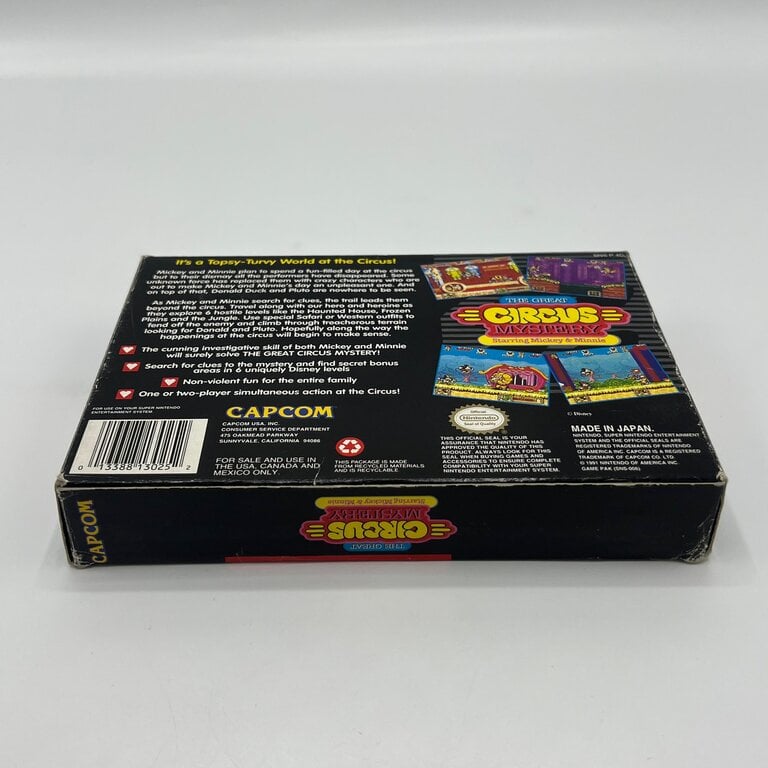 It's a Topsy-Turvy World at the Circus!
Mickey and Minnie plan to spend a fun-filled day at the circus
but to their dismay all the performers have disappeared. Some
unknown force has replaced them with crazy characters who are
out to make Mickey and Minnie's day an unpleasant one. And
on top of this Donald Duck and Pluto are nowhere to be seen.
As Mickey and Minnie search for clues, the trail leads them
beyond the circus. Travel along with our hero and heroine as
they explore 6 hostile levels like the Haunted House, Frozen
Plains and the Jungle. Use special Safari or Western outfits to
fend off the enemy and climb through treacherous terrain
looking for Donald and Pluto. Hopefully along the way the
happenings at the circus will begin to make sense.
The cunning investigative skill of both Mickey and Minnie
will surely solve THE GREAT CIRCUS MYSTERY!
Search for clues to the mystery and find secret bonus
areas in 6 uniquely Disney levels
Non-violent fun for the entire family
One or two-player simultaneous action at the Circus!
FOR USE ON YOUR SUPER NINTENDO
ENTERTAINMENT SYSTEM
0 13388 13025 2
CAPCOM
CAPCOM USA, INC.
CONSUMER SERVICE DEPARTMENT
475 OAKMEAD PARKWAY
SUNNYVALE, CALIFORNIA 94086
FOR SALE AND USE IN
THE USA, CANADA AND
MEXICO ONLY.
THIS PACKAGE IS MADE
FROM RECYCLED MATERIALS
AND IS RECYCLABLE
THE GREAT
CIRCUS
MYSTERY
Starring Mickey & Minnie
© Disney
Official
Nintendo
Seal of Quality
THIS OFFICIAL SEAL IS YOUR
ASSURANCE THAT NINTENDO HAS
APPROVED THE QUALITY OF THIS
PRODUCT. ALWAYS LOOK FOR THIS
SEAL WHEN BUYING GAMES AND
ACCESSORIES TO ENSURE COMPLETE
COMPATIBILITY WITH YOUR SUPER
NINTENDO ENTERTAINMENT SYSTEM.
MADE IN JAPAN.
NINTENDO, SUPER NINTENDO ENTERTAINMENT
SYSTEM AND THE OFFICIAL SEALS ARE
REGISTERED TRADEMARKS OF NINTENDO
OF AMERICA INC. CAPCOM IS A REGISTERED
TRADEMARK OF CAPCOM CO. LTD.
© 1991 NINTENDO OF AMERICA INC.
GAME PAK (SNS-006)
CAPCOM
THE GREAT
CIRCUS
MYSTERY
Starring Mickey & Minnie